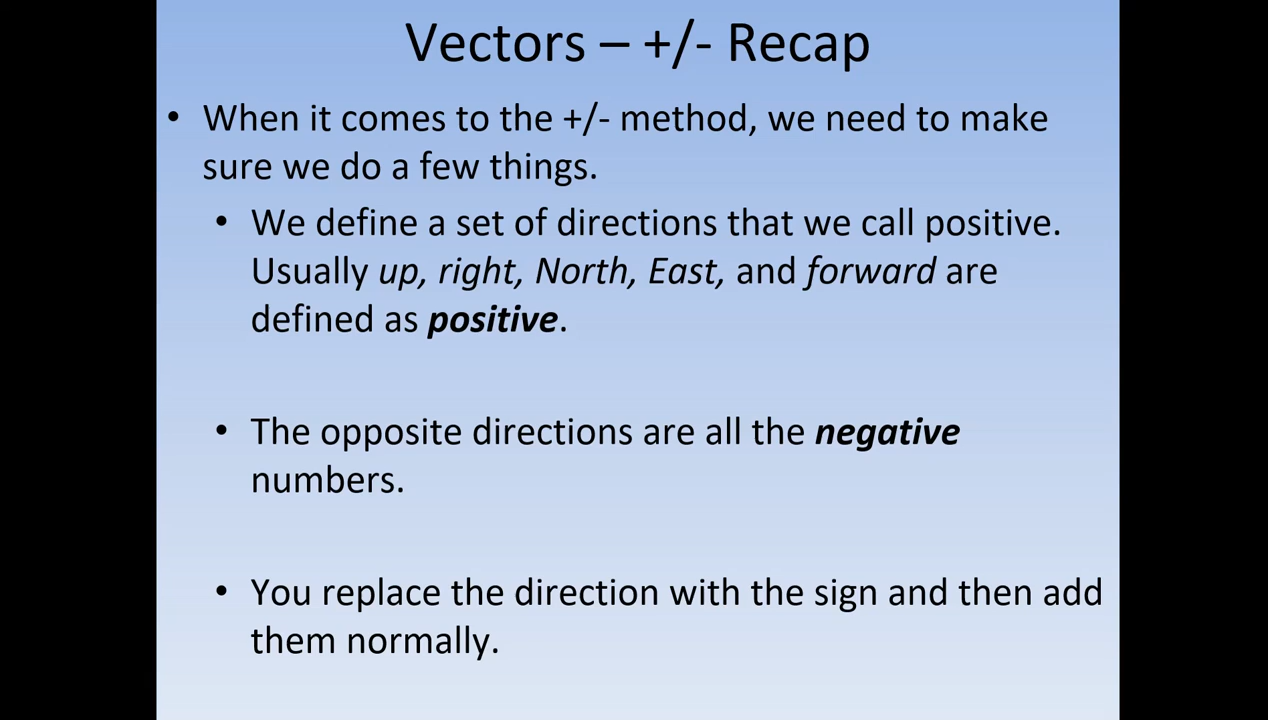 Vectors – +/- Recap
• When it comes to the +/- method, we need to make
sure we do a few things.
• We define a set of directions that we call positive.
Usually up, right, North, East, and forward are
defined as positive.
• The opposite directions are all the negative
numbers.
• You replace the direction with the sign and then add
them normally.